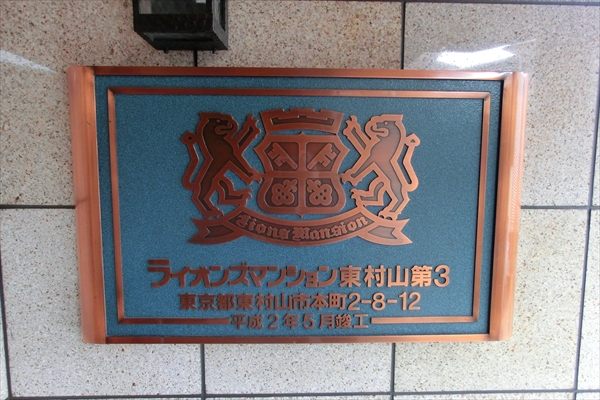 Lions Mansion
ライオンズマンション東村山第3
東京都東村山市本町2-8-12
平成2年5月竣工